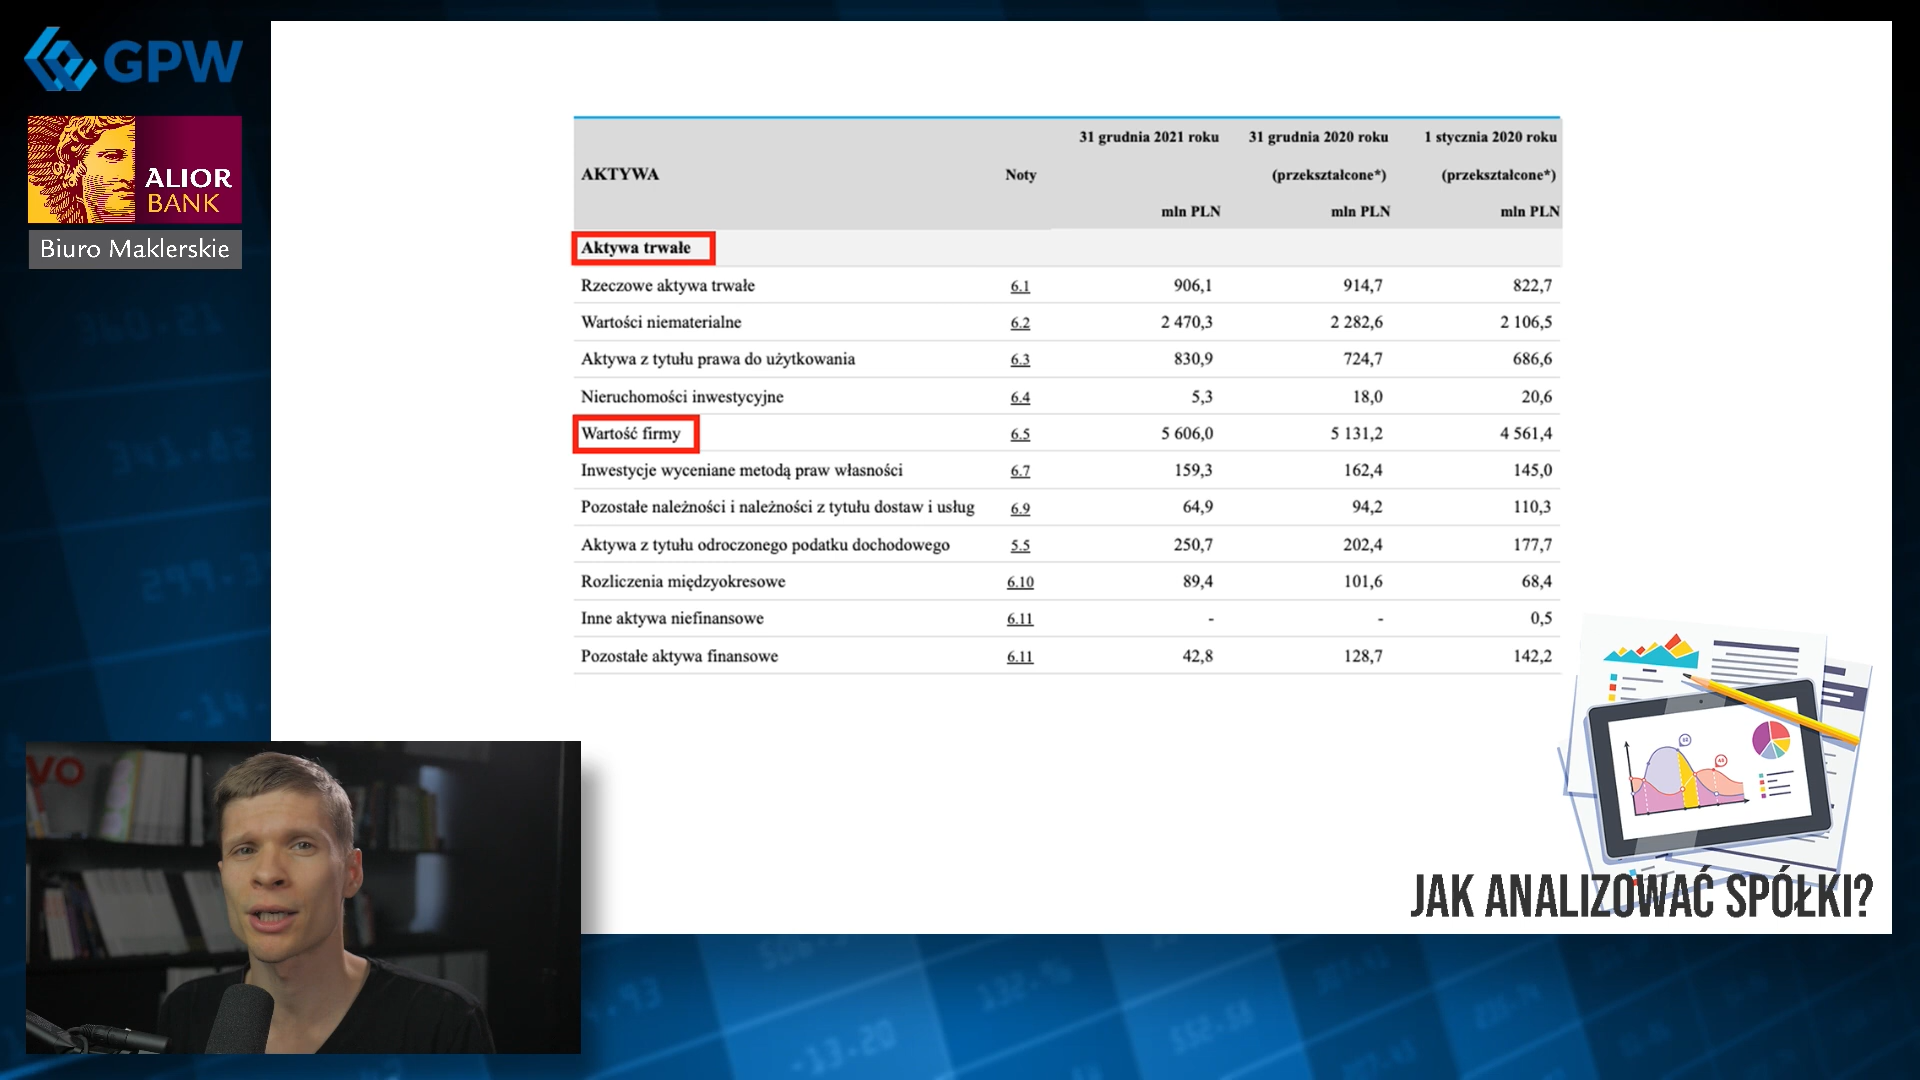 GPW
ALIOR
BANK
Biuro Maklerskie
AKTYWA Noty 31 grudnia 2021 roku 31 grudnia 2020 roku 1 stycznia 2020 roku
(przekształcone*) (przekształcone*)
mln PLN mln PLN mln PLN
Aktywa trwałe
Rzeczowe aktywa trwałe 6.1 906,1 914,7 822,7
Wartości niematerialne 6.2 2 470,3 2 282,6 2 106,5
Aktywa z tytułu prawa do użytkowania 6.3 830,9 724,7 686,6
Nieruchomości inwestycyjne 6.4 5,3 18,0 20,6
Wartość firmy 6.5 5 606,0 5 131,2 4 561,4
Inwestycje wyceniane metodą praw własności 6.7 159,3 162,4 145,0
Pozostałe należności i należności z tytułu dostaw i usług 6.9 64,9 94,2 110,3
Aktywa z tytułu odroczonego podatku dochodowego 5.5 250,7 202,4 177,7
Rozliczenia międzyokresowe 6.10 89,4 101,6 68,4
Inne aktywa niefinansowe 6.11 - - 0,5
Pozostałe aktywa finansowe 6.11 42,8 128,7 142,2
JAK ANALIZOWAĆ SPÓŁKI?